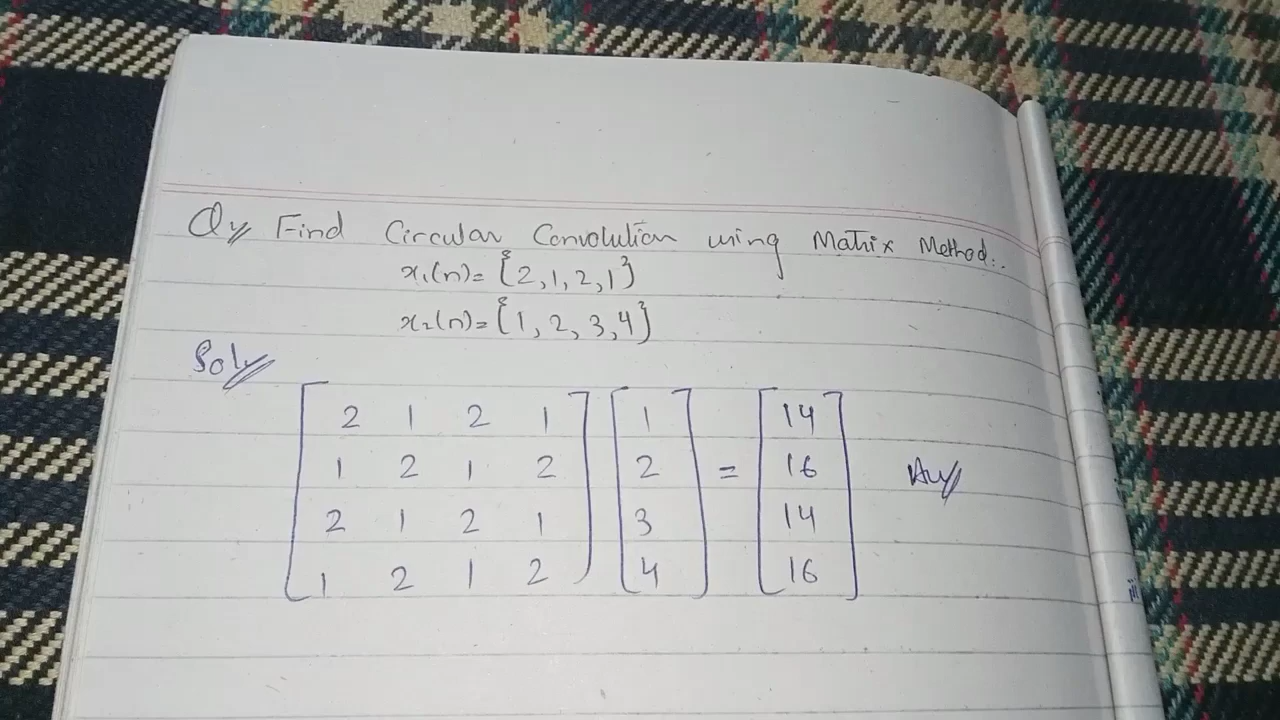 Q// Find Circular Convolution using Matrix Method:.
x₁(n)= {2,1,2,1}
x₂(n)= {1, 2, 3,4}
Sol//
[2 1 2 1] [1] [14]
[1 2 1 2] [2] = [16] Ans//
[2 1 2 1] [3] [14]
[1 2 1 2] [4] [16]